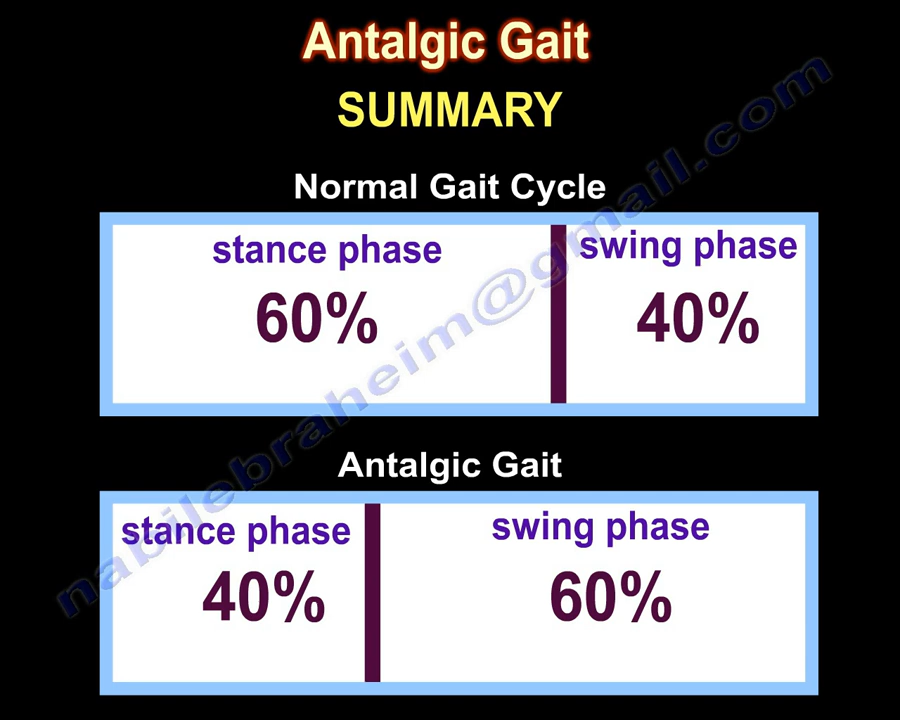 Antalgic Gait
SUMMARY
Normal Gait Cycle
stance phase
swing phase
60%
40%
Antalgic Gait
stance phase
swing phase
40%
60%
nabilebraheim@gmail.com